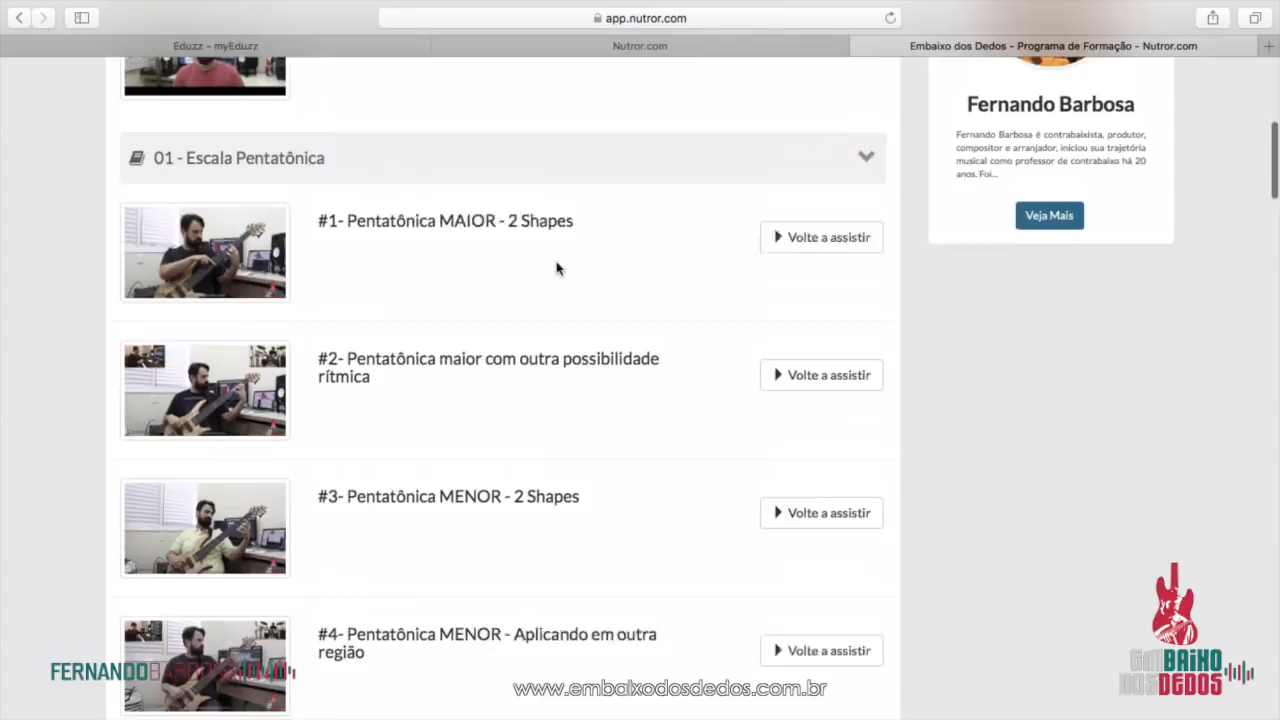 app.nutror.com
Eduzz - myEduzz
Nutror.com
Embaixo dos Dedos - Programa de Formação - Nutror.com
Fernando Barbosa
Fernando Barbosa é contrabaixista, produtor,
compositor e arranjador, iniciou sua trajetória
musical como professor de contrabaixo há 20
anos. Foi...
Veja Mais
01 - Escala Pentatônica
#1- Pentatônica MAIOR - 2 Shapes
Volte a assistir
#2- Pentatônica maior com outra possibilidade
rítmica
Volte a assistir
#3- Pentatônica MENOR - 2 Shapes
Volte a assistir
#4- Pentatônica MENOR - Aplicando em outra
região
Volte a assistir
FERNANDO
www.embaixodosdedos.com.br
EMBAIXO
DOSDEDOS